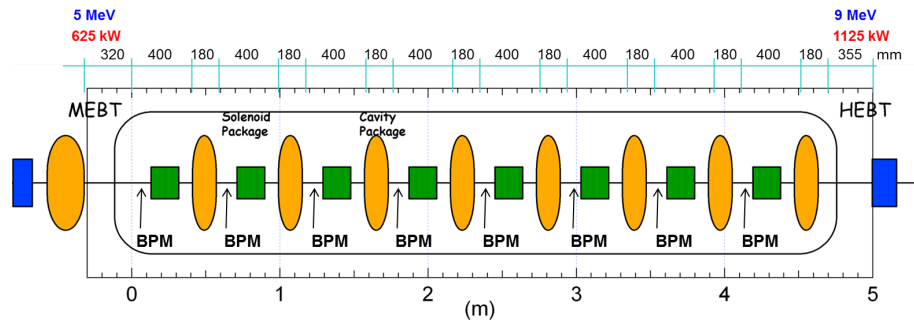 5 MeV
9 MeV
625 kW
1125 kW
320 400 180 400 180 400 180 400 180 400 180 400 180 400 180 400 180 355 mm
MEBT
HEBT
Solenoid
Package
Cavity
Package
BPM BPM BPM BPM BPM BPM BPM BPM
0 1 2 3 4 5
(m)